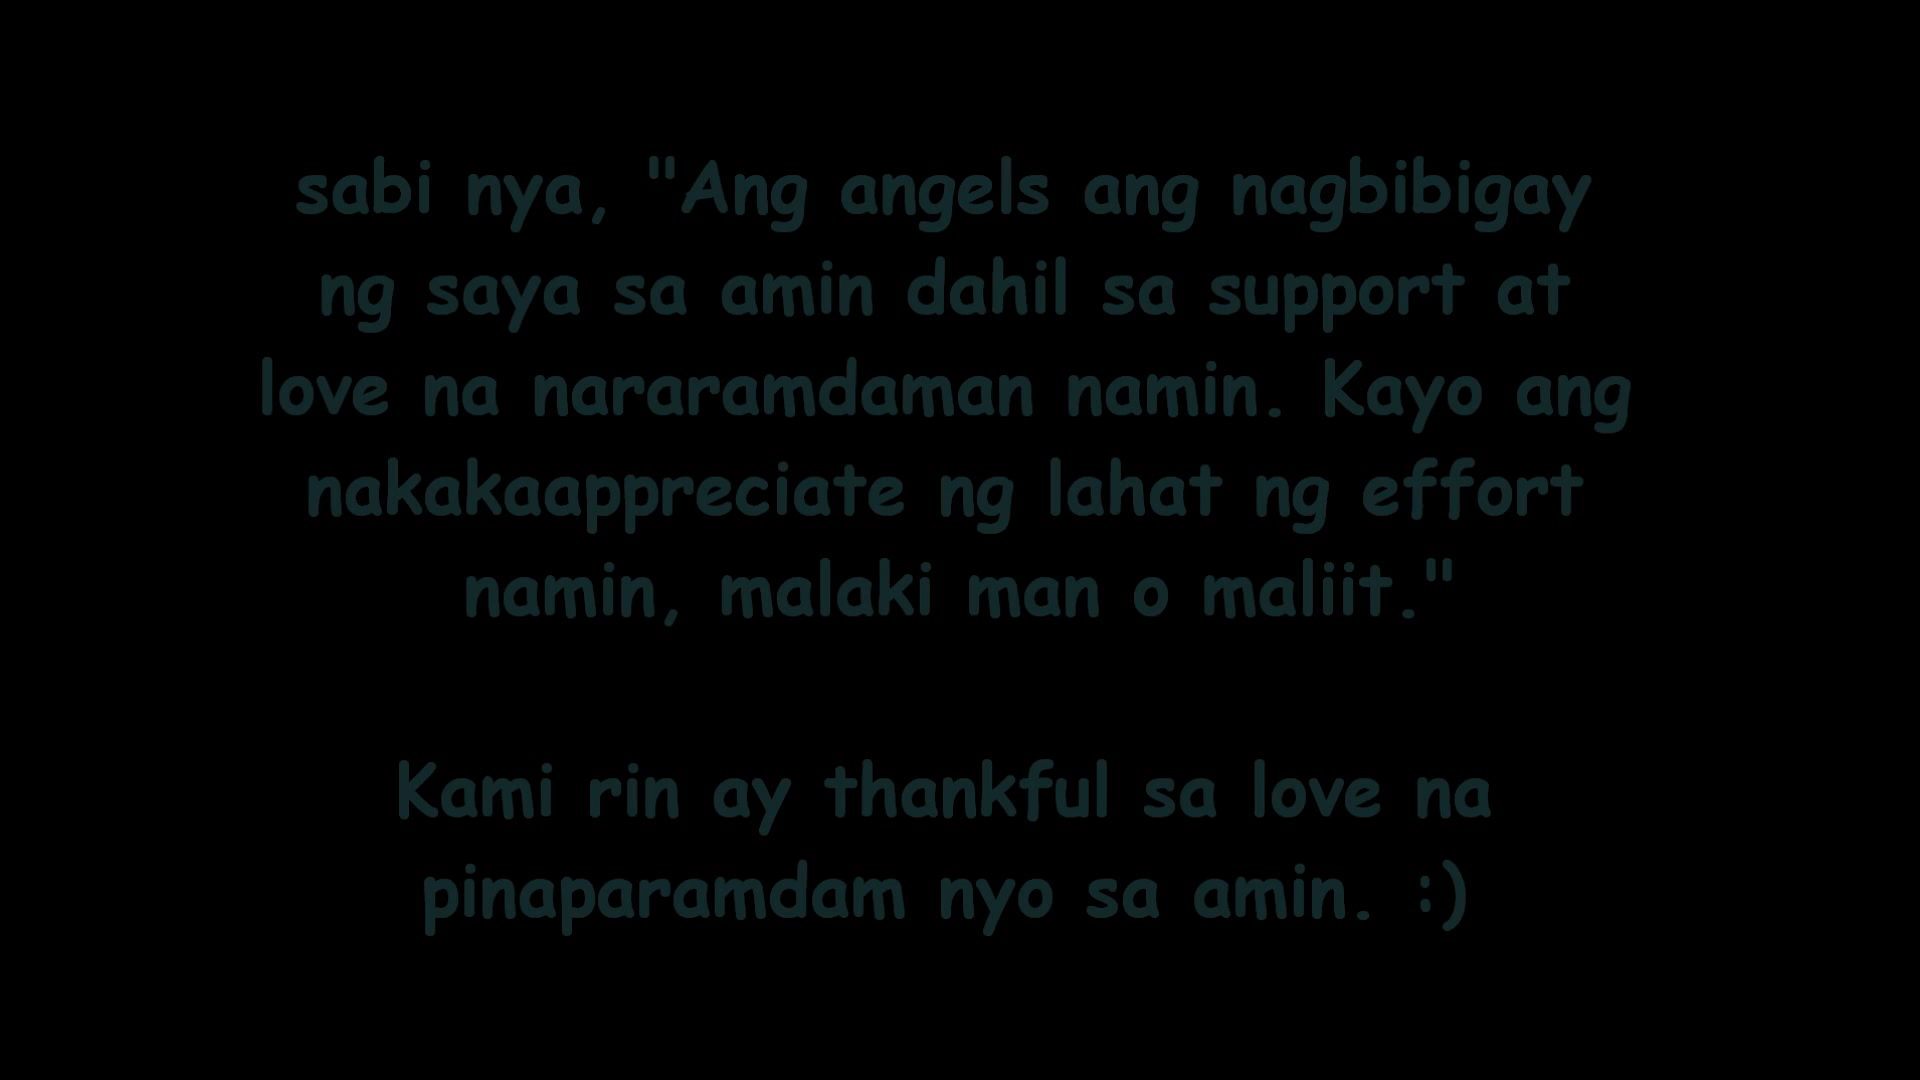 sabi nya, "Ang angels ang nagbibigay
ng saya sa amin dahil sa support at
love na nararamdaman namin. Kayo ang
nakakaappreciate ng lahat ng effort
namin, malaki man o maliit."
Kami rin ay thankful sa love na
pinaparamdam nyo sa amin. :)